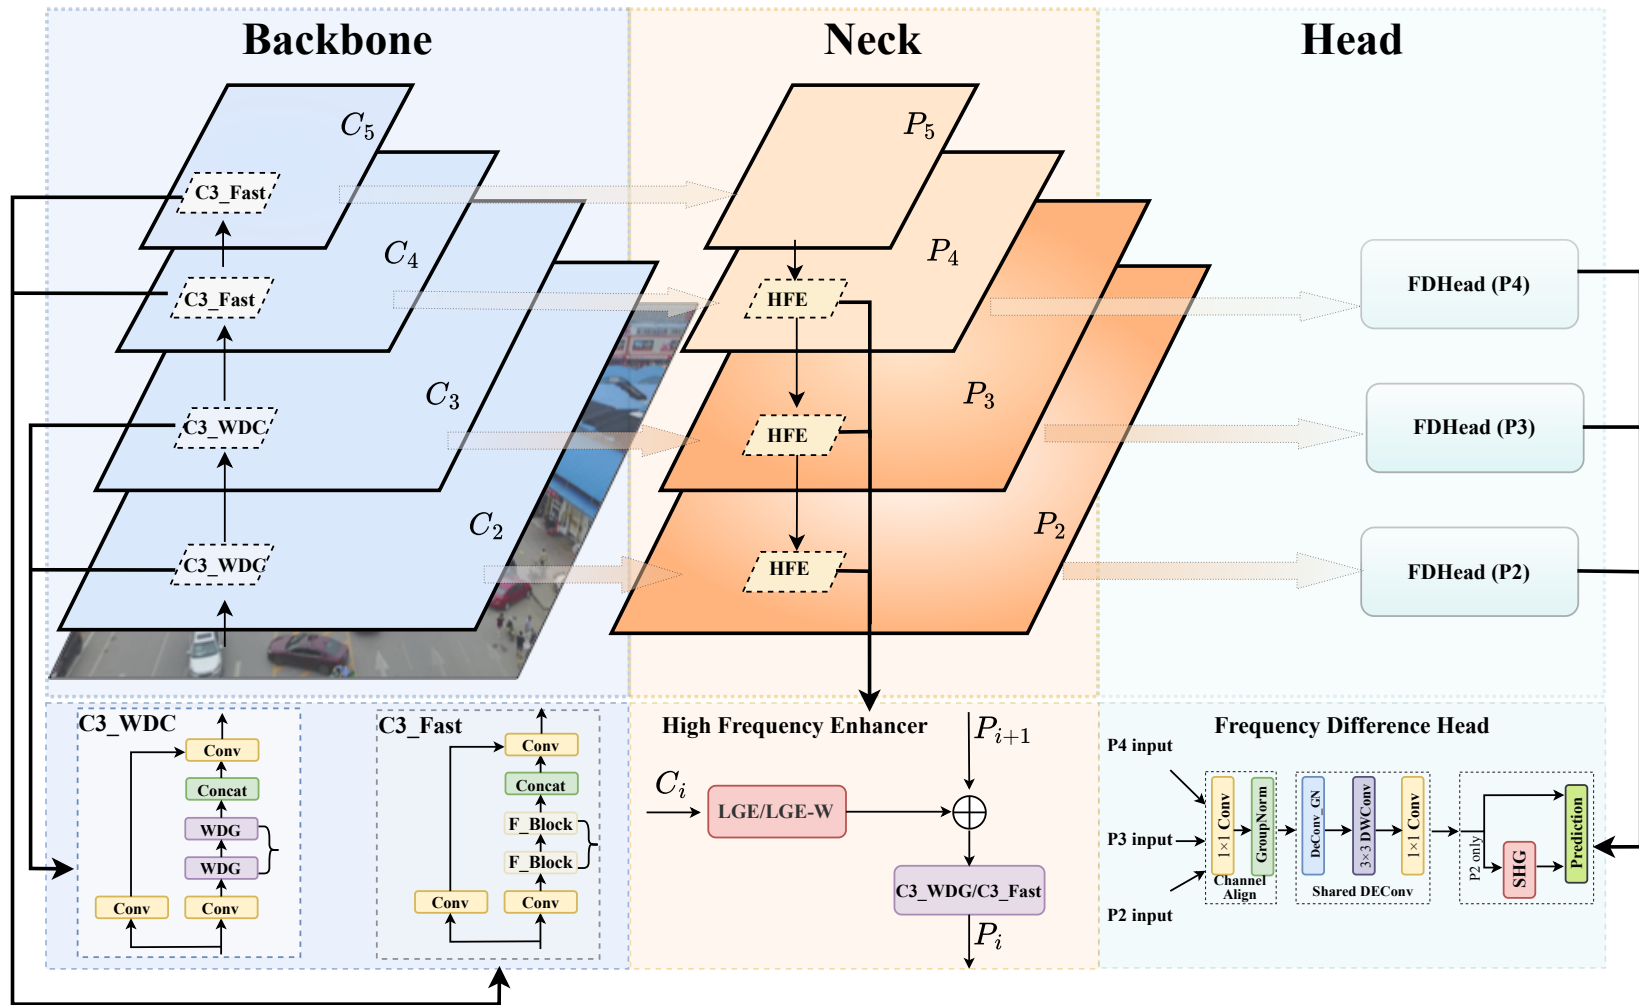 Backbone
Neck
Head
C5
C3_Fast
C4
C3_Fast
C3
C3_WDC
C2
C3_WDG
P5
P4
HFE
P3
HFE
P2
HFE
FDHead (P4)
FDHead (P3)
FDHead (P2)
C3_WDC
Conv
Concat
WDG
WDG
Conv
Conv
C3_Fast
Conv
Concat
F_Block
F_Block
Conv
Conv
High Frequency Enhancer
Pi+1
Ci
LGE/LGE-W
C3_WDG/C3_Fast
Pi
Frequency Difference Head
P4 input
P3 input
P2 input
1×1 Conv
GroupNorm
Channel
Align
DeConv_GN
3×3 DWConv
1×1 Conv
Shared DEConv
P2 only
SHG
Prediction